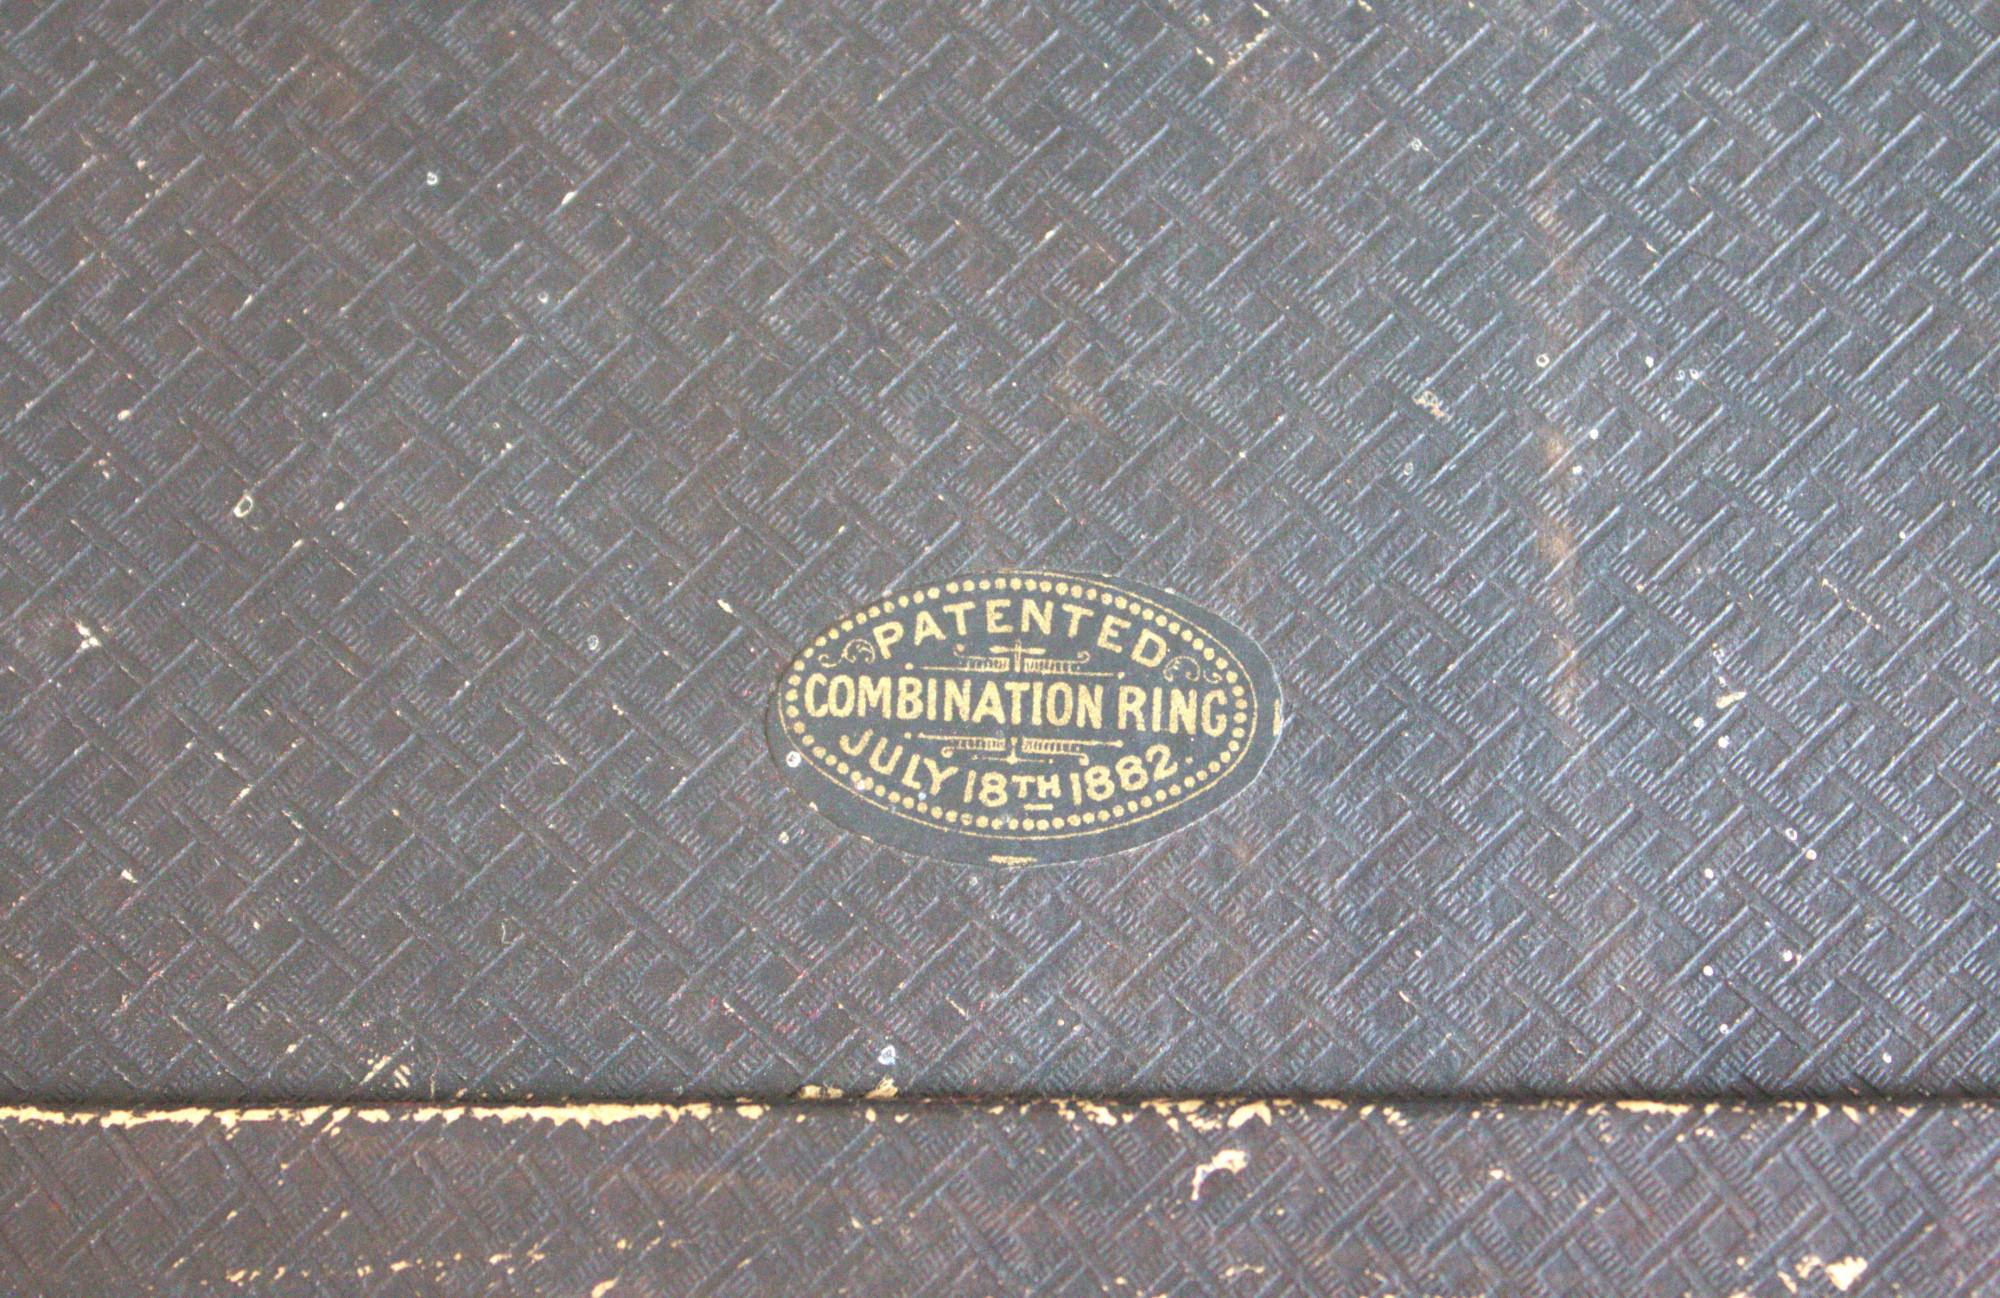 PATENTED
COMBINATION RING
JULY 18TH 1882.